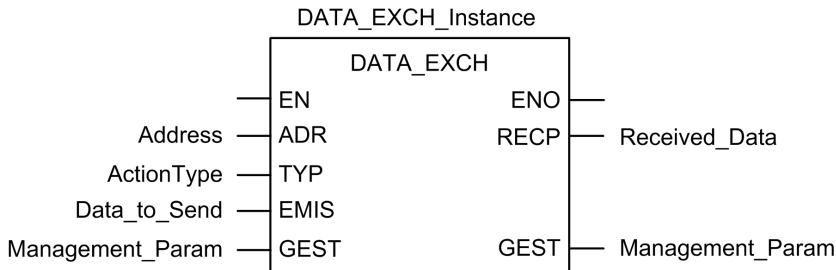 DATA_EXCH_Instance
DATA_EXCH
EN ENO
Address ADR RECP Received_Data
ActionType TYP
Data_to_Send EMIS
Management_Param GEST GEST Management_Param